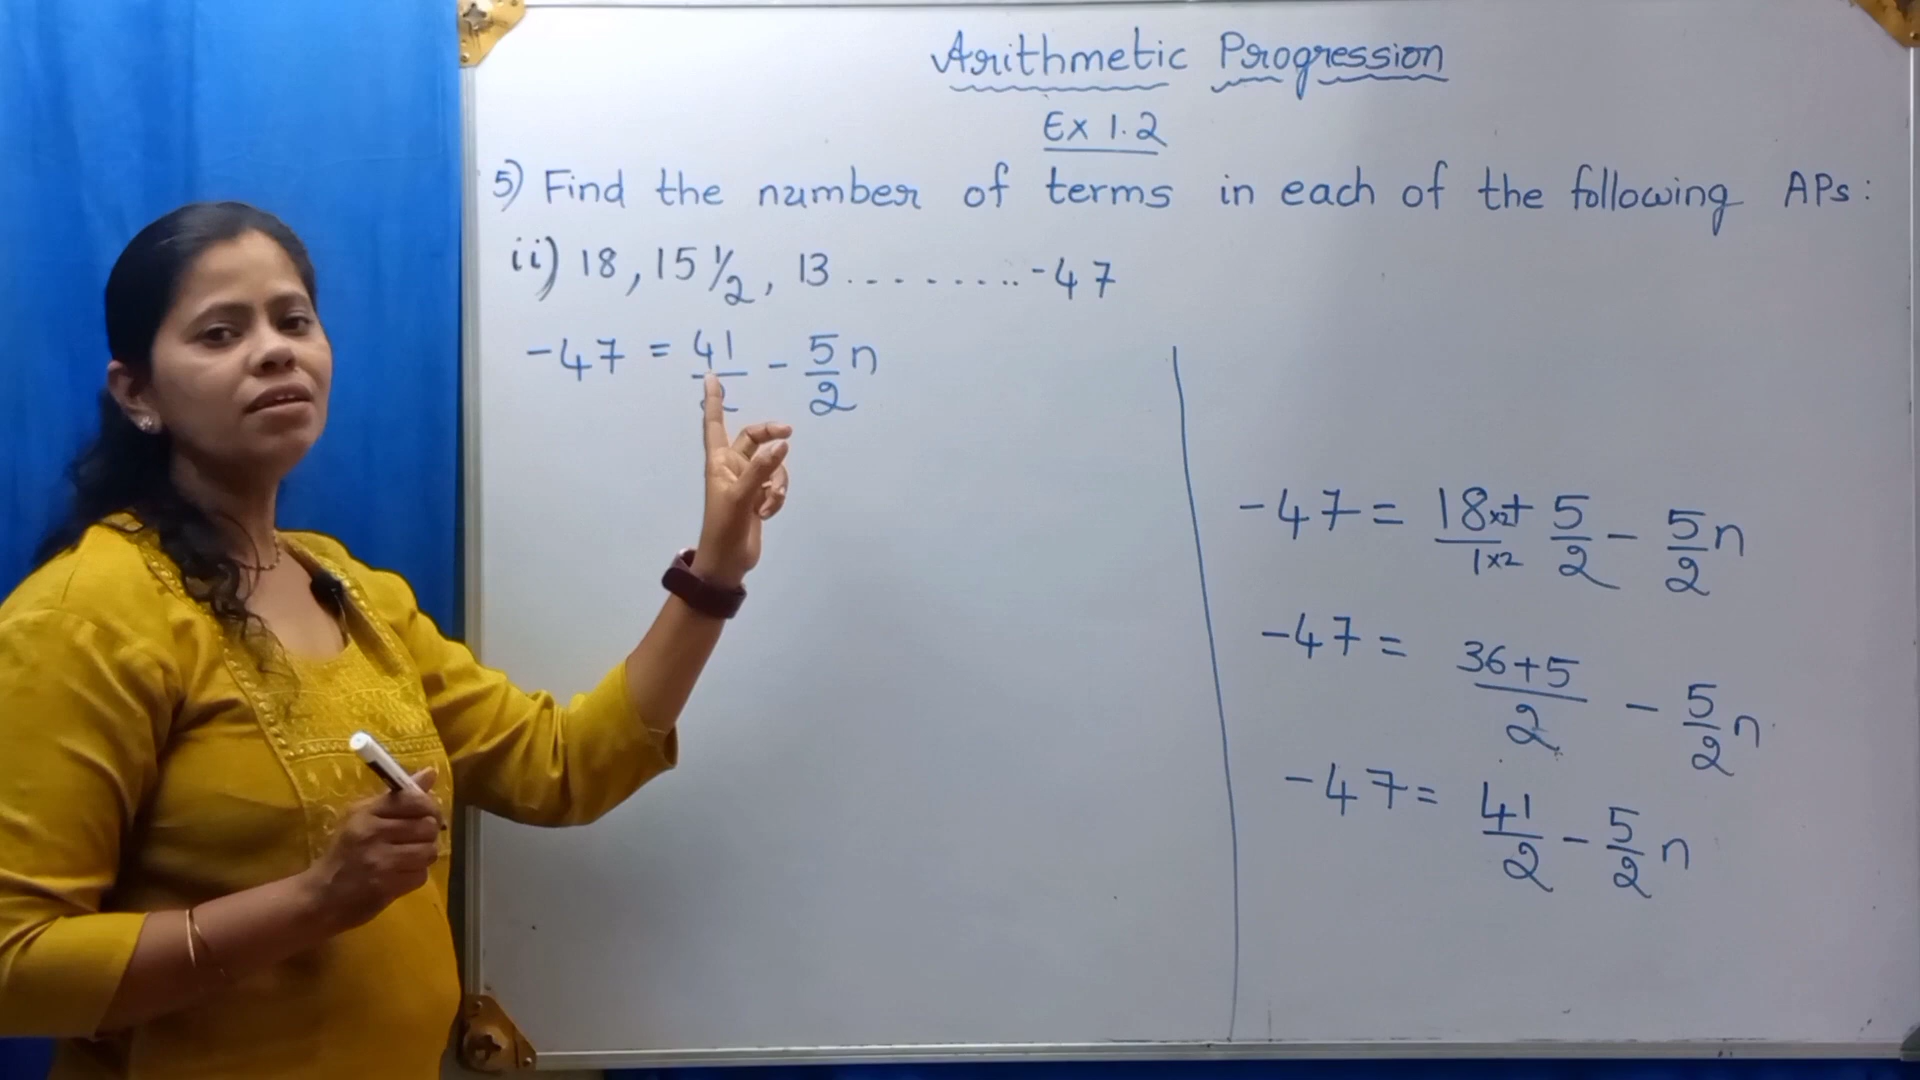 Arithmetic Progression
Ex 1.2
5) Find the number of terms in each of the following APs:
ii) 18, 15 1/2, 13 ......... -47
-47 = 41/2 - 5/2 n
-47 = 18×2/1×2 + 5/2 - 5/2 n
-47 = 36+5/2 - 5/2 n
-47 = 41/2 - 5/2 n